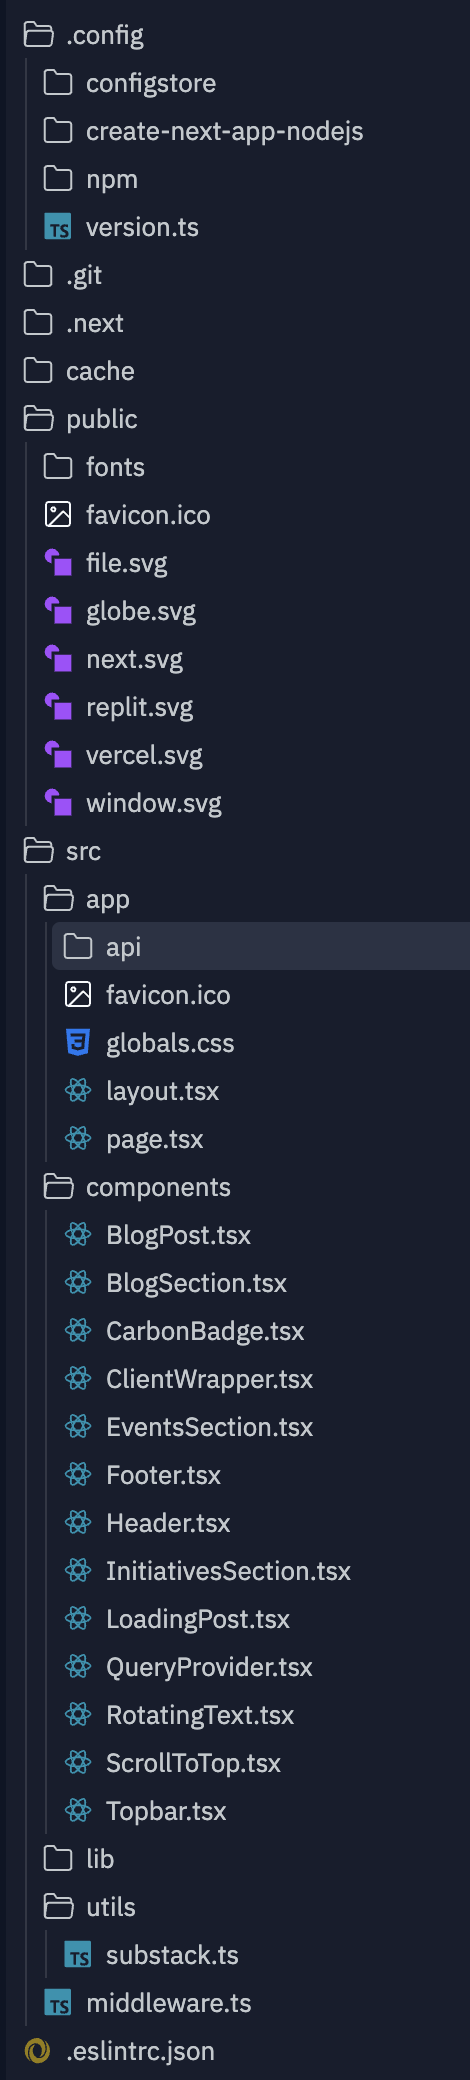 .config
configstore
create-next-app-nodejs
npm
TS version.ts
.git
.next
cache
public
fonts
favicon.ico
file.svg
globe.svg
next.svg
replit.svg
vercel.svg
window.svg
src
app
api
favicon.ico
globals.css
layout.tsx
page.tsx
components
BlogPost.tsx
BlogSection.tsx
CarbonBadge.tsx
ClientWrapper.tsx
EventsSection.tsx
Footer.tsx
Header.tsx
InitiativesSection.tsx
LoadingPost.tsx
QueryProvider.tsx
RotatingText.tsx
ScrollToTop.tsx
Topbar.tsx
lib
utils
TS substack.ts
TS middleware.ts
.eslintrc.json